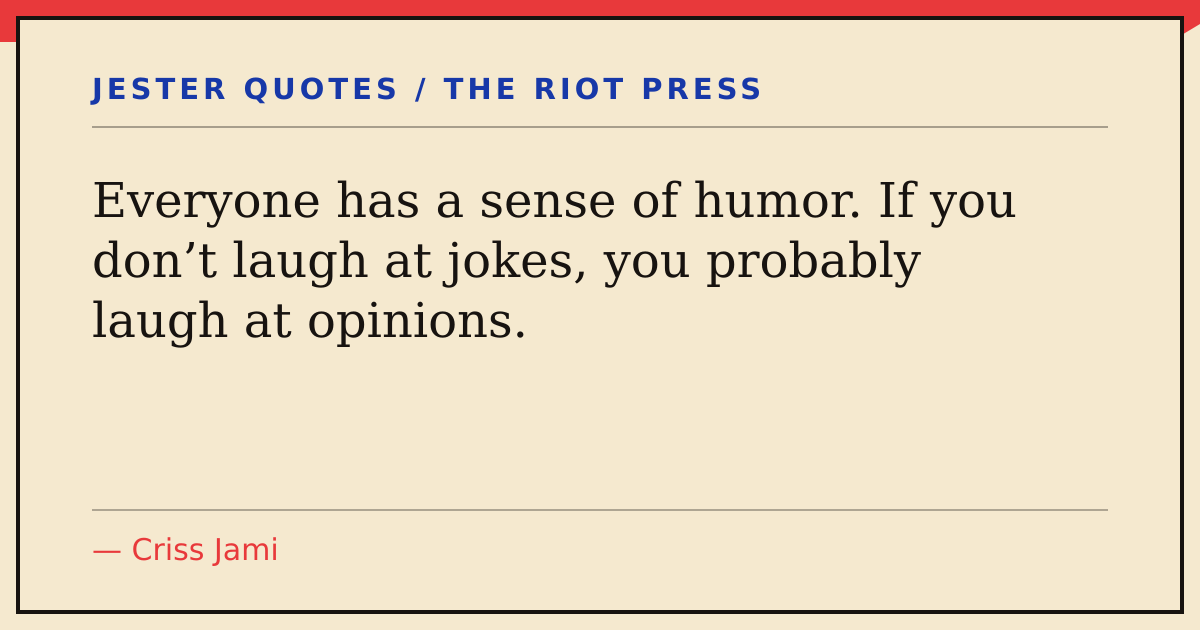 JESTER QUOTES / THE RIOT PRESS
Everyone has a sense of humor. If you
don’t laugh at jokes, you probably
laugh at opinions.
— Criss Jami